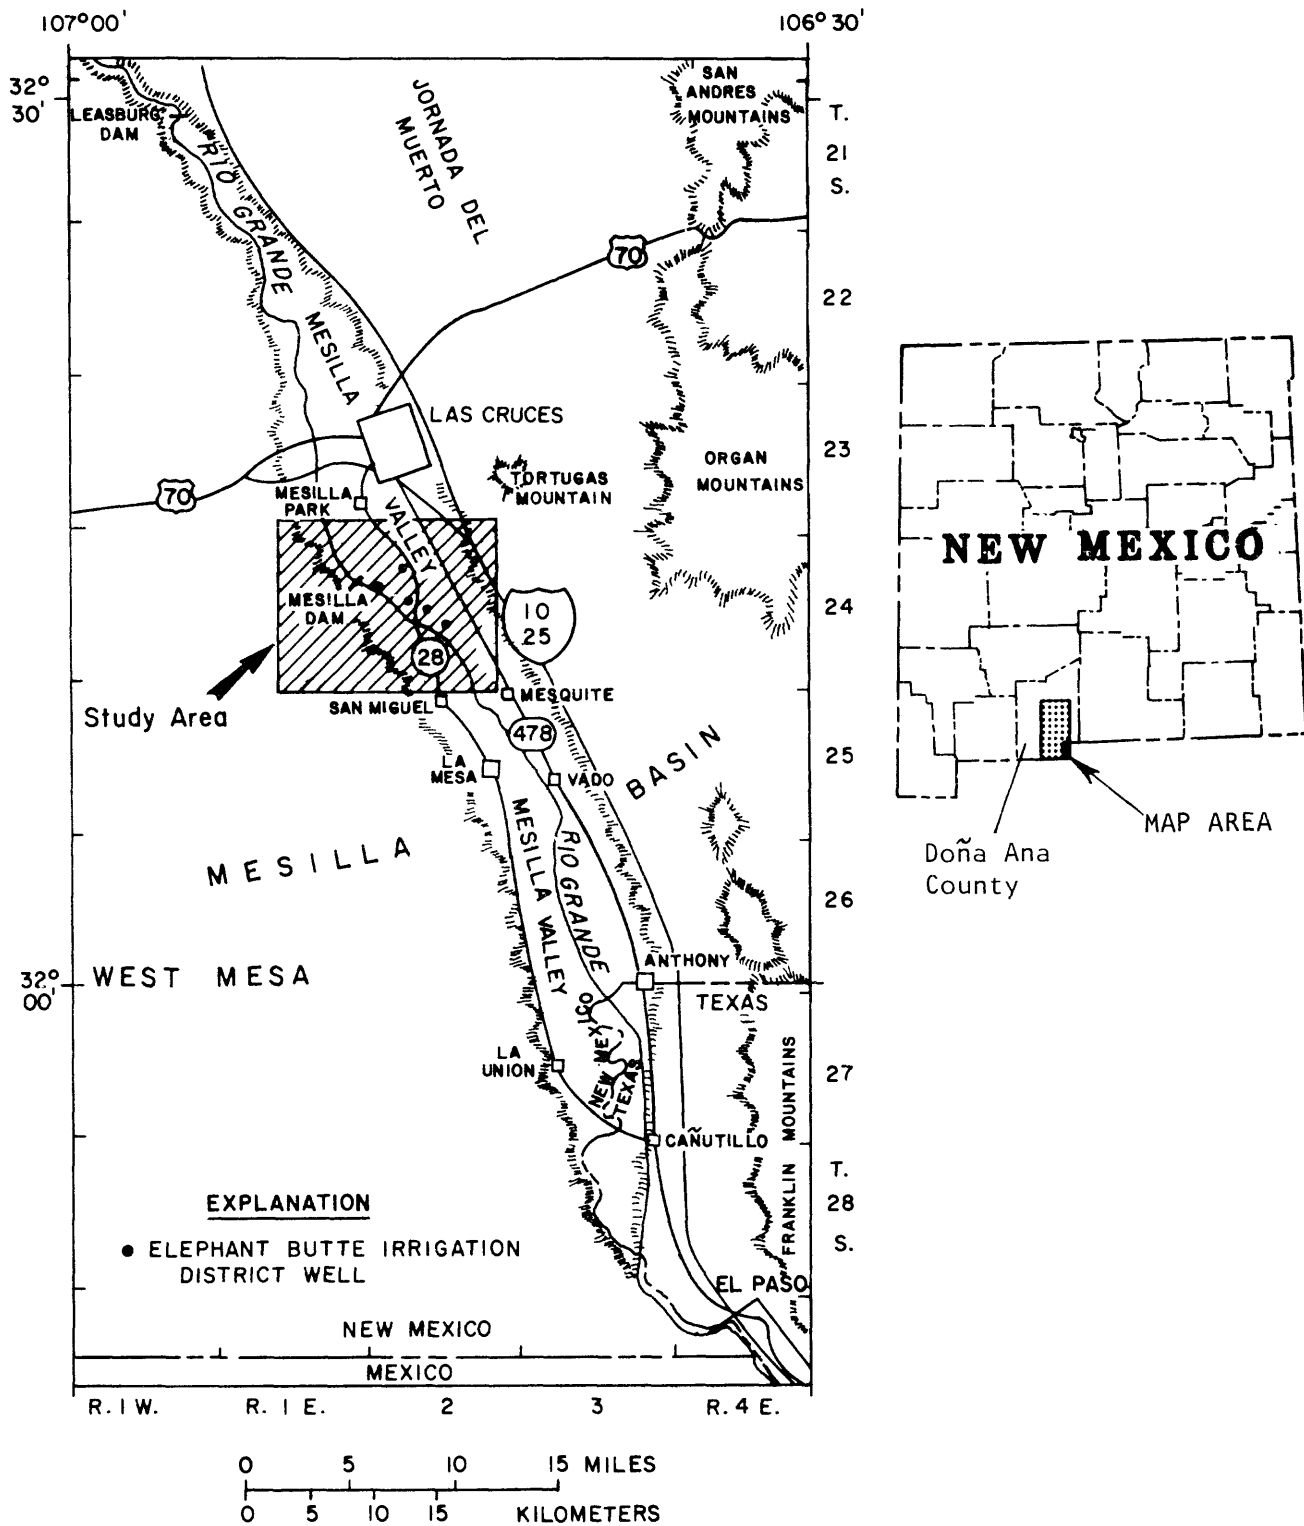 107°00'
106°30'
32°
30'
LEASBURG
DAM
RIO GRANDE
JORNADA DEL
MUERTO
SAN
ANDRES
MOUNTAINS
T.
21
S.
70
22
MESILLA
VALLEY
LAS CRUCES
23
ORGAN
MOUNTAINS
TORTUGAS
MOUNTAIN
70
MESILLA
PARK
MESILLA
DAM
24
10
25
28
Study Area
SAN MIGUEL
MESQUITE
478
25
LA
MESA
VADO
MESILLA
BASIN
MESILLA VALLEY
RIO GRANDE
26
WEST MESA
32°
00'
ANTHONY
TEXAS
NEW MEXICO
TEXAS
LA
UNION
27
FRANKLIN MOUNTAINS
CAÑUTILLO
T.
28
S.
EXPLANATION
ELEPHANT BUTTE IRRIGATION
DISTRICT WELL
EL PASO
NEW MEXICO
MEXICO
R. 1 W.
R. 1 E.
2
3
R. 4 E.
0 5 10 15 MILES
0 5 10 15 KILOMETERS
NEW MEXICO
MAP AREA
Doña Ana
County